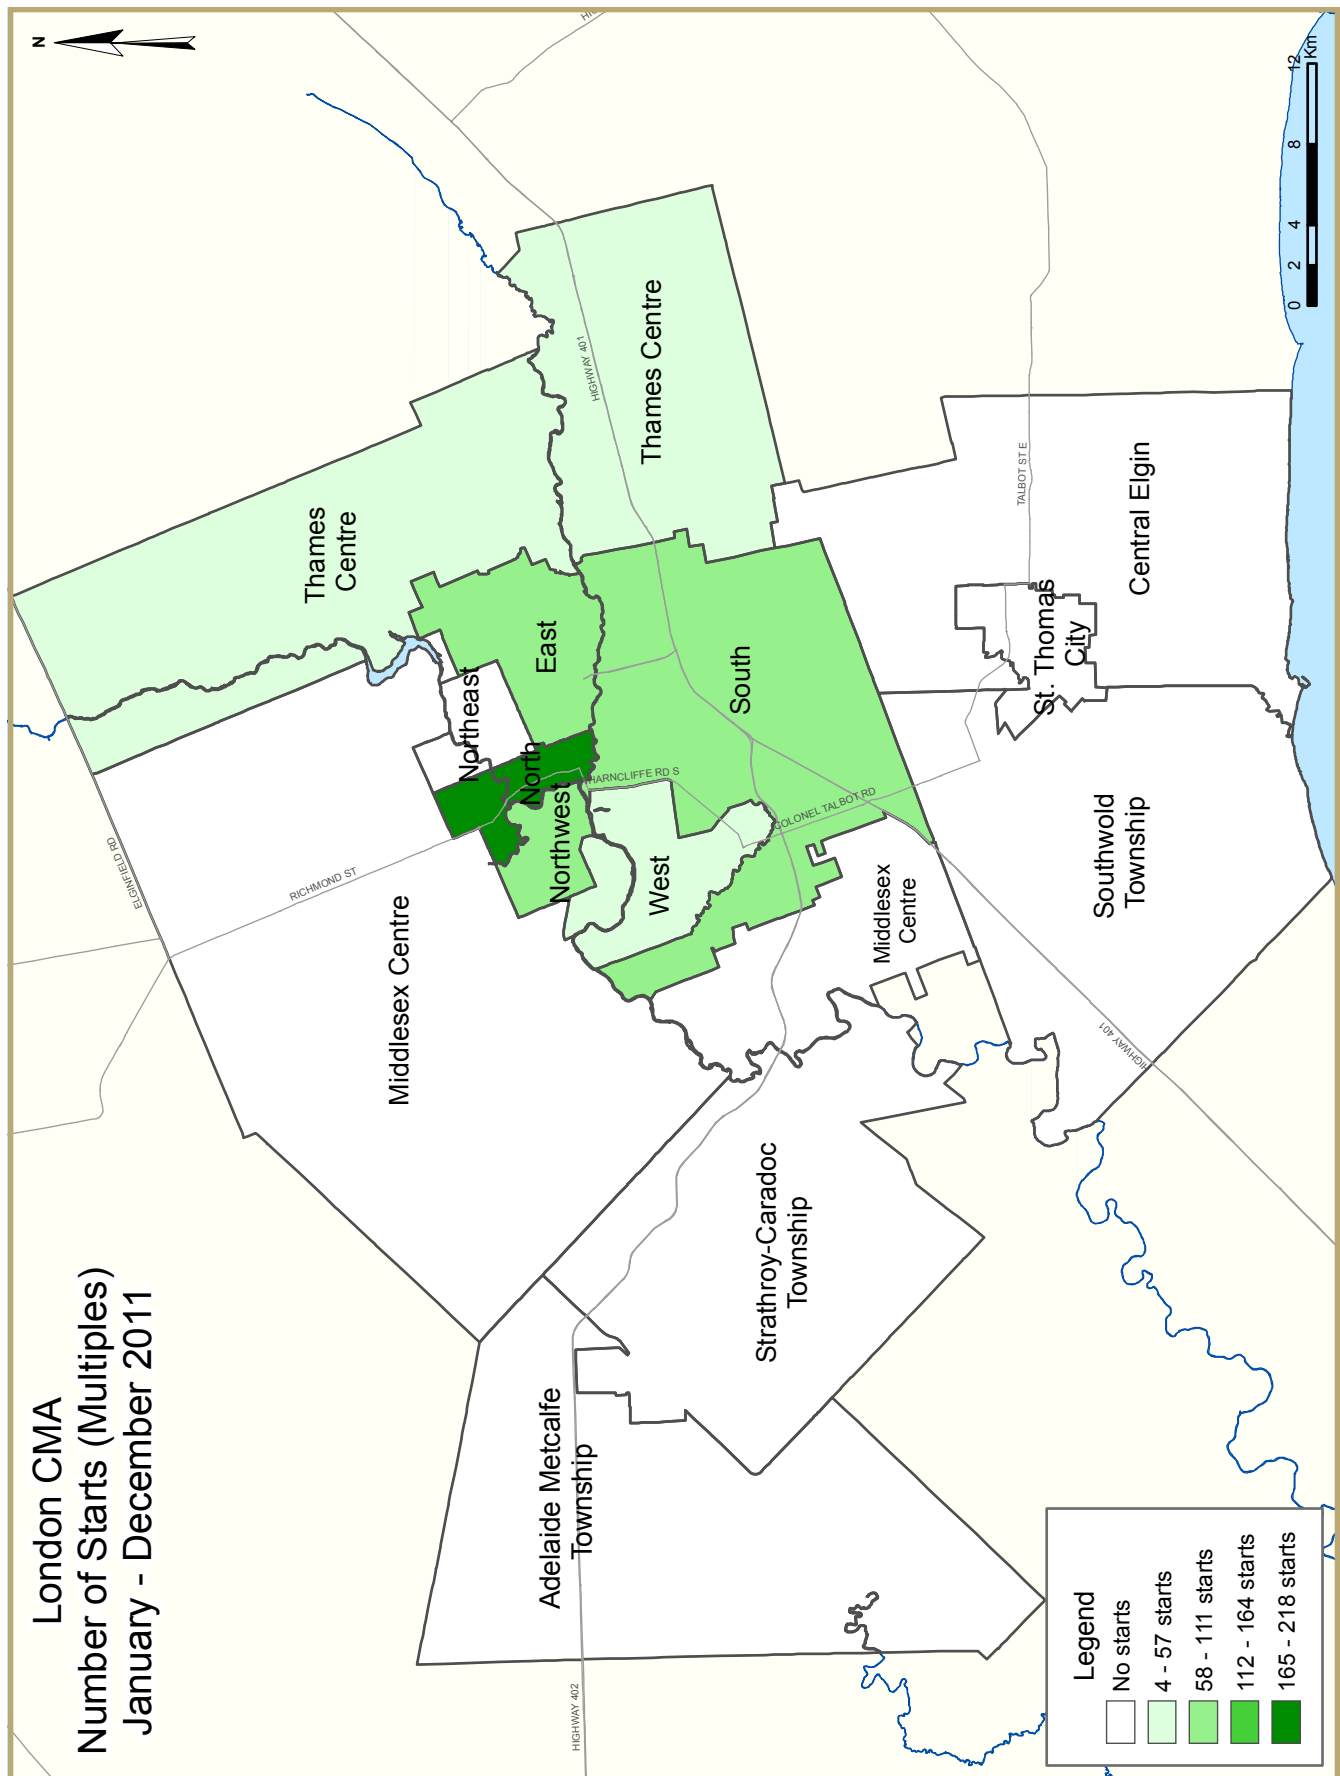 London CMA
Number of Starts (Multiples)
January - December 2011
N
ELGINFIELD RD
RICHMOND ST
Middlesex Centre
Thames
Centre
Northeast
North
Northwest
East
HIGHWAY 401
Thames Centre
THARNCLIFFE RD S
West
South
COLONEL TALBOT RD
Middlesex
Centre
Adelaide Metcalfe
Township
HIGHWAY 402
Strathroy-Caradoc
Township
St. Thomas
City
TALBOT ST E
Central Elgin
Southwold
Township
HIGHWAY 401
Legend
No starts
4 - 57 starts
58 - 111 starts
112 - 164 starts
165 - 218 starts
0 2 4 8 12
Km